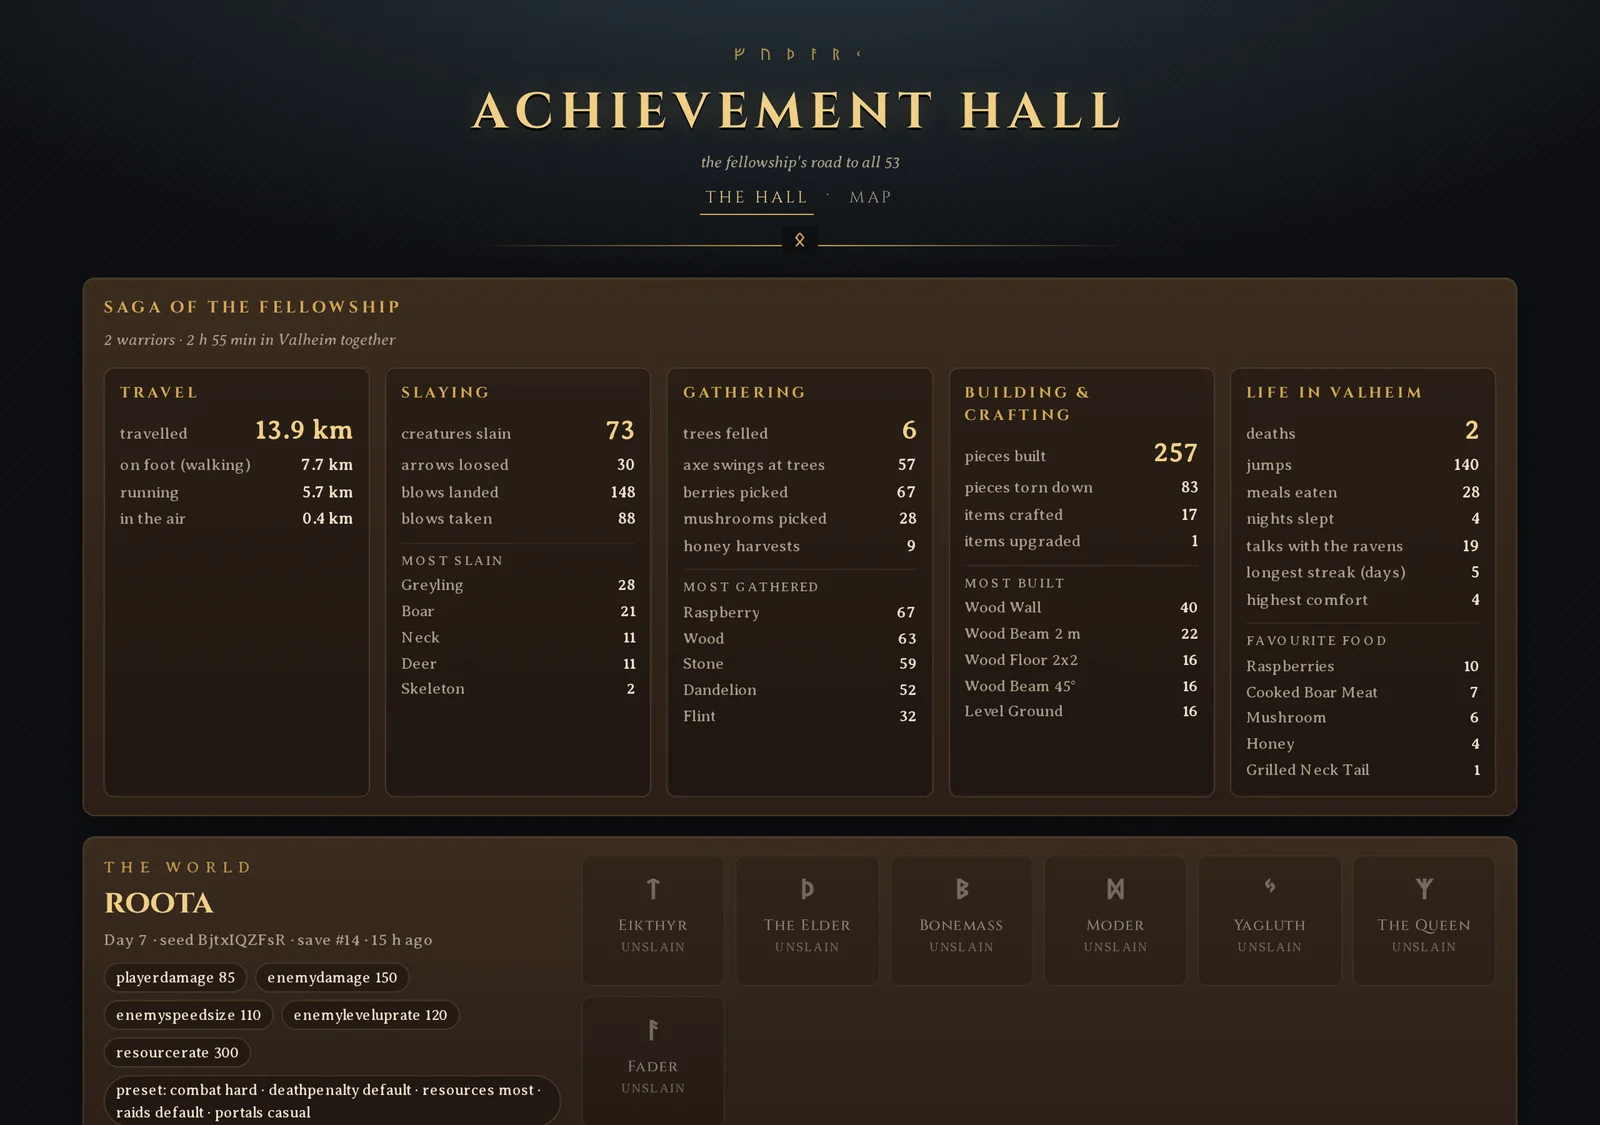 ᚠ ᚢ ᚦ ᚨ ᚱ ᚲ
ACHIEVEMENT HALL
the fellowship's road to all 53
THE HALL · MAP
ᛟ
SAGA OF THE FELLOWSHIP
2 warriors · 2 h 55 min in Valheim together
TRAVEL
travelled 13.9 km
on foot (walking) 7.7 km
running 5.7 km
in the air 0.4 km
SLAYING
creatures slain 73
arrows loosed 30
blows landed 148
blows taken 88
MOST SLAIN
Greyling 28
Boar 21
Neck 11
Deer 11
Skeleton 2
GATHERING
trees felled 6
axe swings at trees 57
berries picked 67
mushrooms picked 28
honey harvests 9
MOST GATHERED
Raspberry 67
Wood 63
Stone 59
Dandelion 52
Flint 32
BUILDING &
CRAFTING
pieces built 257
pieces torn down 83
items crafted 17
items upgraded 1
MOST BUILT
Wood Wall 40
Wood Beam 2 m 22
Wood Floor 2x2 16
Wood Beam 45° 16
Level Ground 16
LIFE IN VALHEIM
deaths 2
jumps 140
meals eaten 28
nights slept 4
talks with the ravens 19
longest streak (days) 5
highest comfort 4
FAVOURITE FOOD
Raspberries 10
Cooked Boar Meat 7
Mushroom 6
Honey 4
Grilled Neck Tail 1
THE WORLD
ROOTA
Day 7 · seed BjtxIQZFsR · save #14 · 15 h ago
playerdamage 85
enemydamage 150
enemyspeedsize 110
enemyleveluprate 120
resourcerate 300
preset: combat hard · deathpenalty default · resources most ·
raids default · portals casual
ᛏ
EIKTHYR
UNSLAIN
ᚦ
THE ELDER
UNSLAIN
ᛒ
BONEMASS
UNSLAIN
ᛞ
MODER
UNSLAIN
ᛃ
YAGLUTH
UNSLAIN
ᛉ
THE QUEEN
UNSLAIN
ᚨ
FADER
UNSLAIN